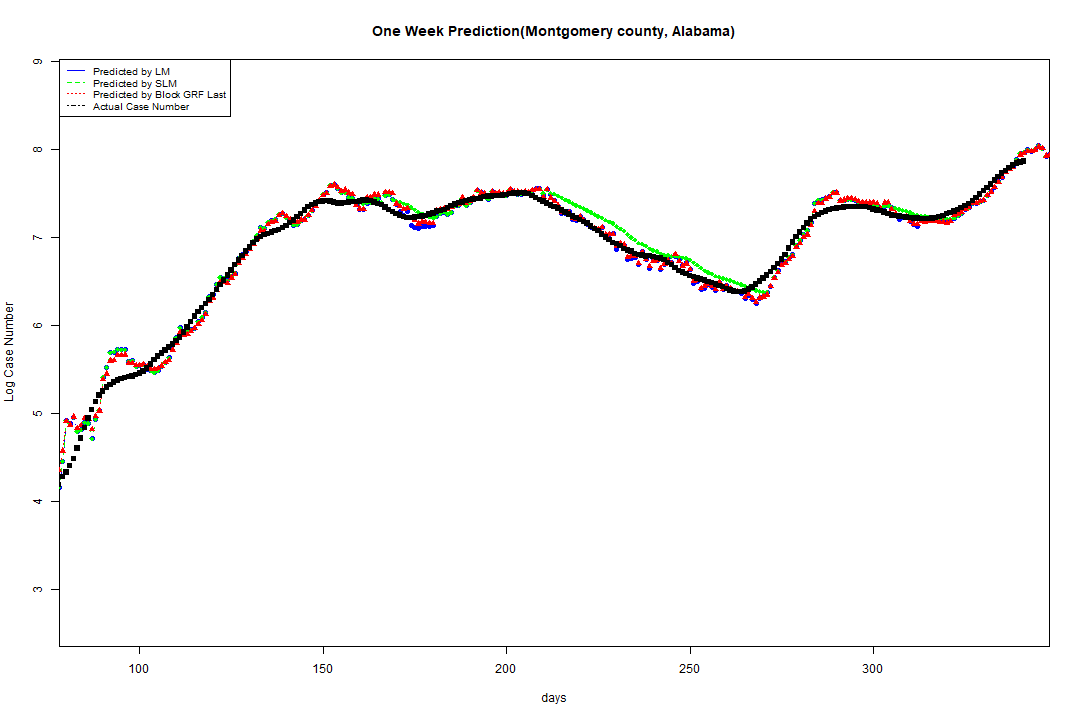 One Week Prediction(Montgomery county, Alabama)
Predicted by LM
Predicted by SLM
Predicted by Block GRF Last
Actual Case Number
9
8
7
6
5
4
3
Log Case Number
100 150 200 250 300
days